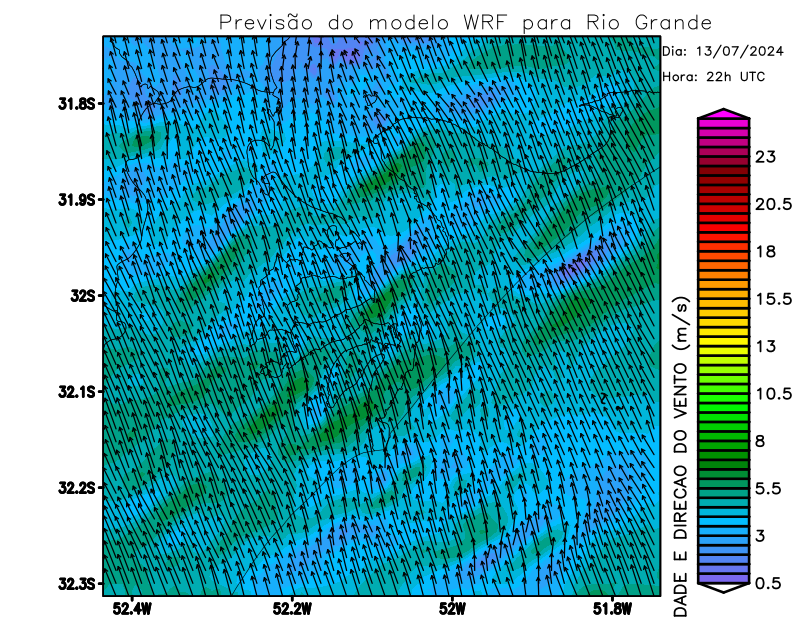 Previsão do modelo WRF para Rio Grande
Dia: 13/07/2024
Hora: 22h UTC
31.8S
31.9S
32S
32.1S
32.2S
32.3S
52.4W
52.2W
52W
51.8W
23
20.5
18
15.5
13
10.5
8
5.5
3
0.5
DADE E DIRECAO DO VENTO (m/s)